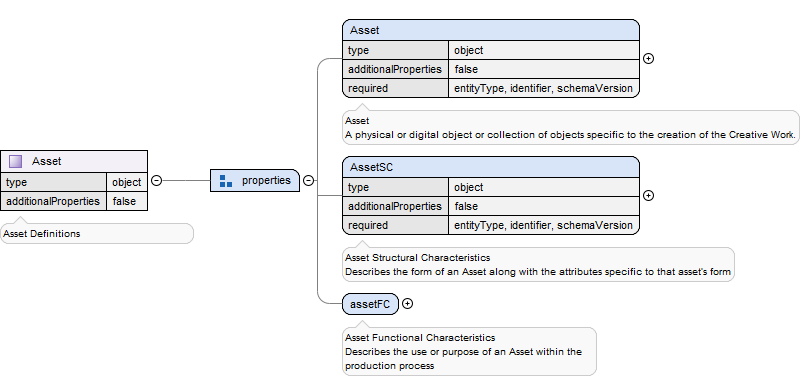 Asset
type object
additionalProperties false
required entityType, identifier, schemaVersion
Asset
A physical or digital object or collection of objects specific to the creation of the Creative Work.
Asset
type object
additionalProperties false
Asset Definitions
properties
AssetSC
type object
additionalProperties false
required entityType, identifier, schemaVersion
Asset Structural Characteristics
Describes the form of an Asset along with the attributes specific to that asset's form
assetFC
Asset Functional Characteristics
Describes the use or purpose of an Asset within the
production process